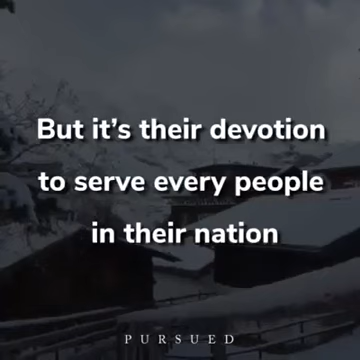 But it’s their devotion
to serve every people
in their nation
PURSUED